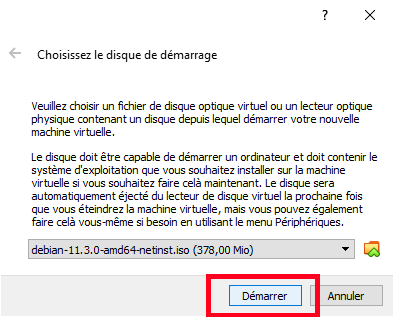 ?
Choisissez le disque de démarrage
Veuillez choisir un fichier de disque optique virtuel ou un lecteur optique
physique contenant un disque depuis lequel démarrer votre nouvelle
machine virtuelle.
Le disque doit être capable de démarrer un ordinateur et doit contenir le
système d'exploitation que vous souhaitez installer sur la machine
virtuelle si vous souhaitez faire celà maintenant. Le disque sera
automatiquement éjecté du lecteur de disque virtuel la prochaine fois
que vous éteindrez la machine virtuelle, mais vous pouvez également
faire celà vous-même si besoin en utilisant le menu Périphériques.
debian-11.3.0-amd64-netinst.iso (378,00 Mio)
Démarrer
Annuler